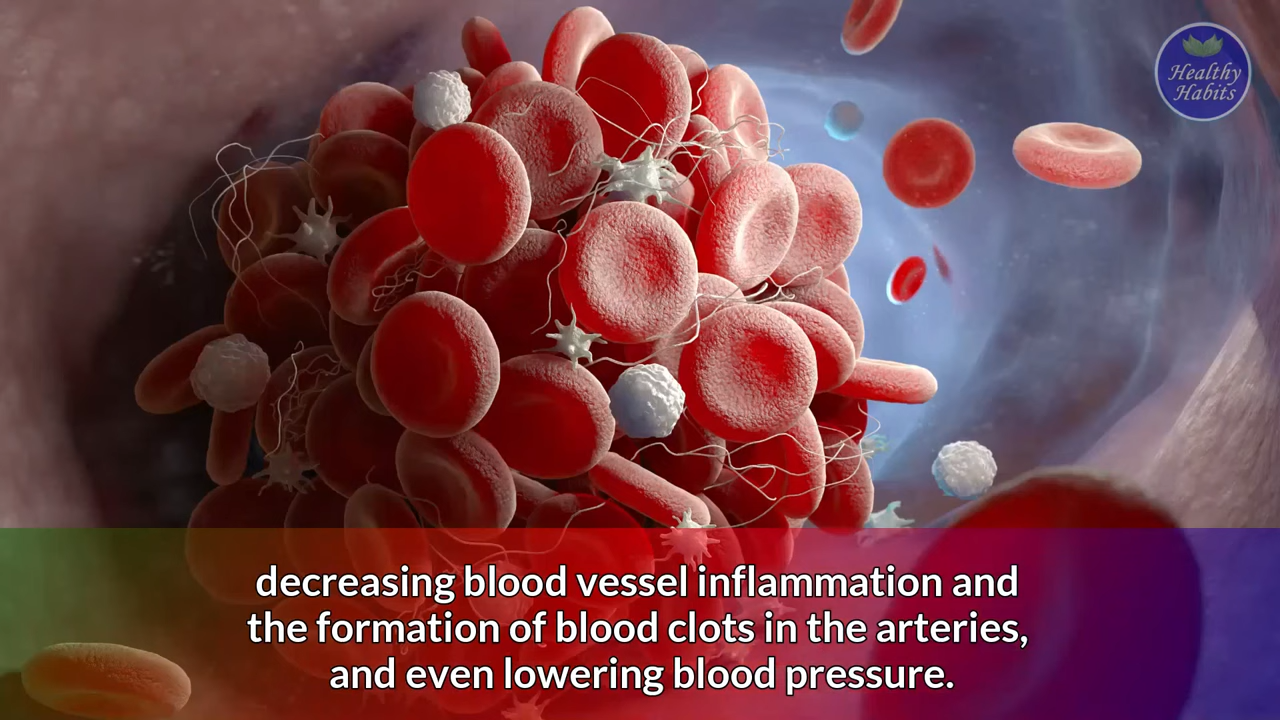 Healthy
Habits
decreasing blood vessel inflammation and
the formation of blood clots in the arteries,
and even lowering blood pressure.